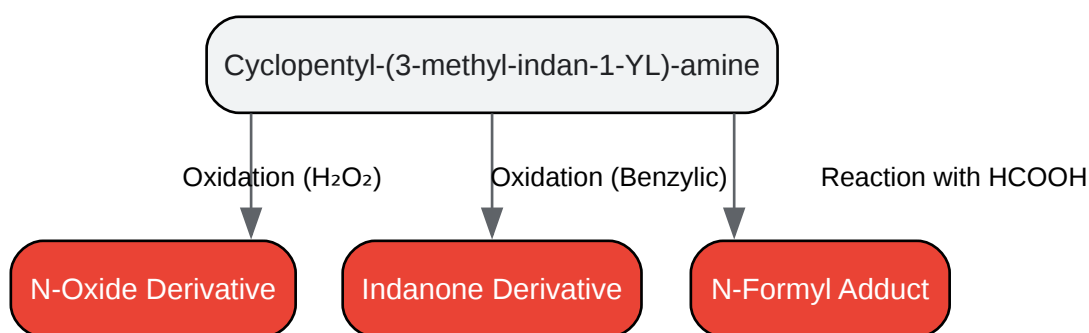 Cyclopentyl-(3-methyl-indan-1-YL)-amine
Oxidation (H₂O₂)
Oxidation (Benzylic)
Reaction with HCOOH
N-Oxide Derivative
Indanone Derivative
N-Formyl Adduct